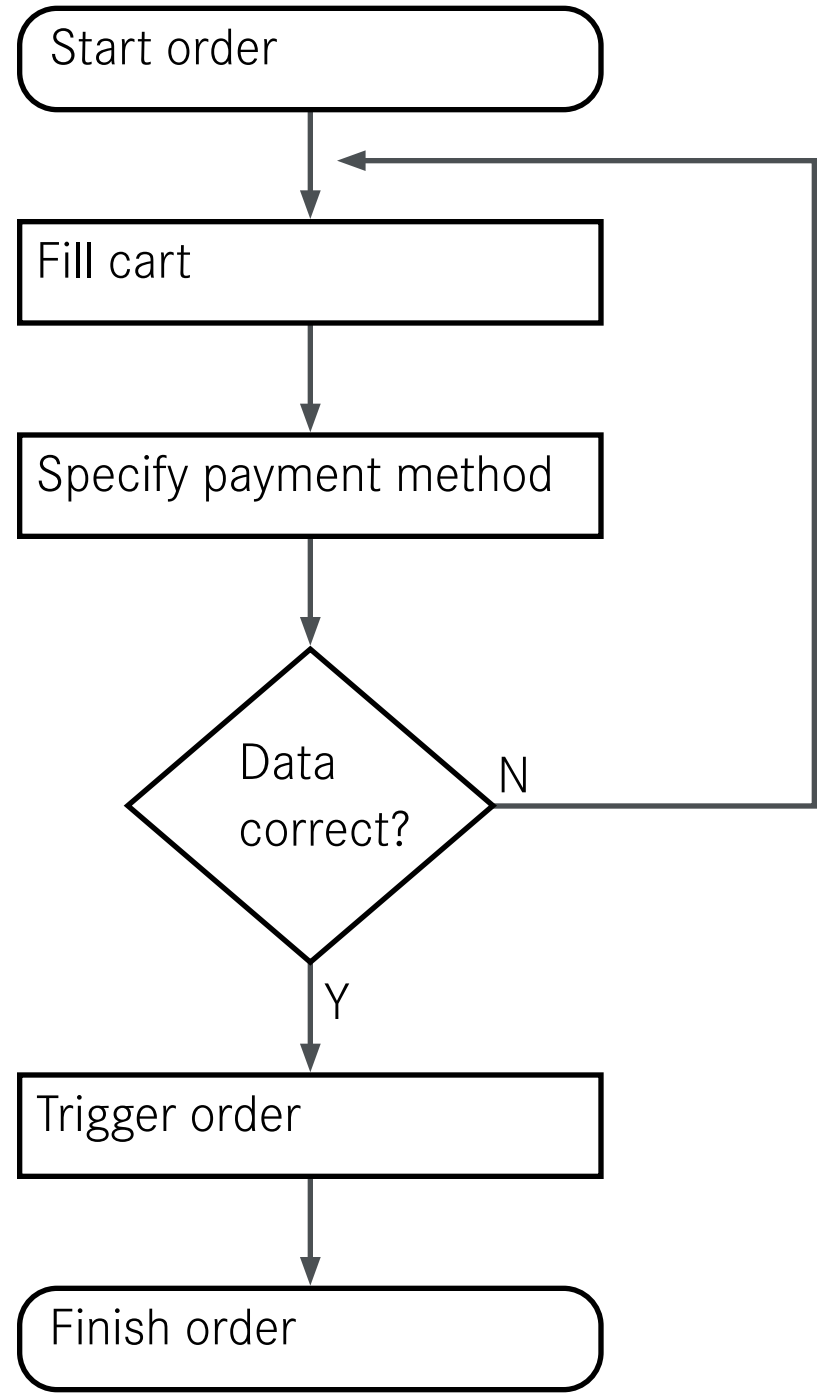 Start order
Fill cart
Specify payment method
Data
correct?
N
Y
Trigger order
Finish order